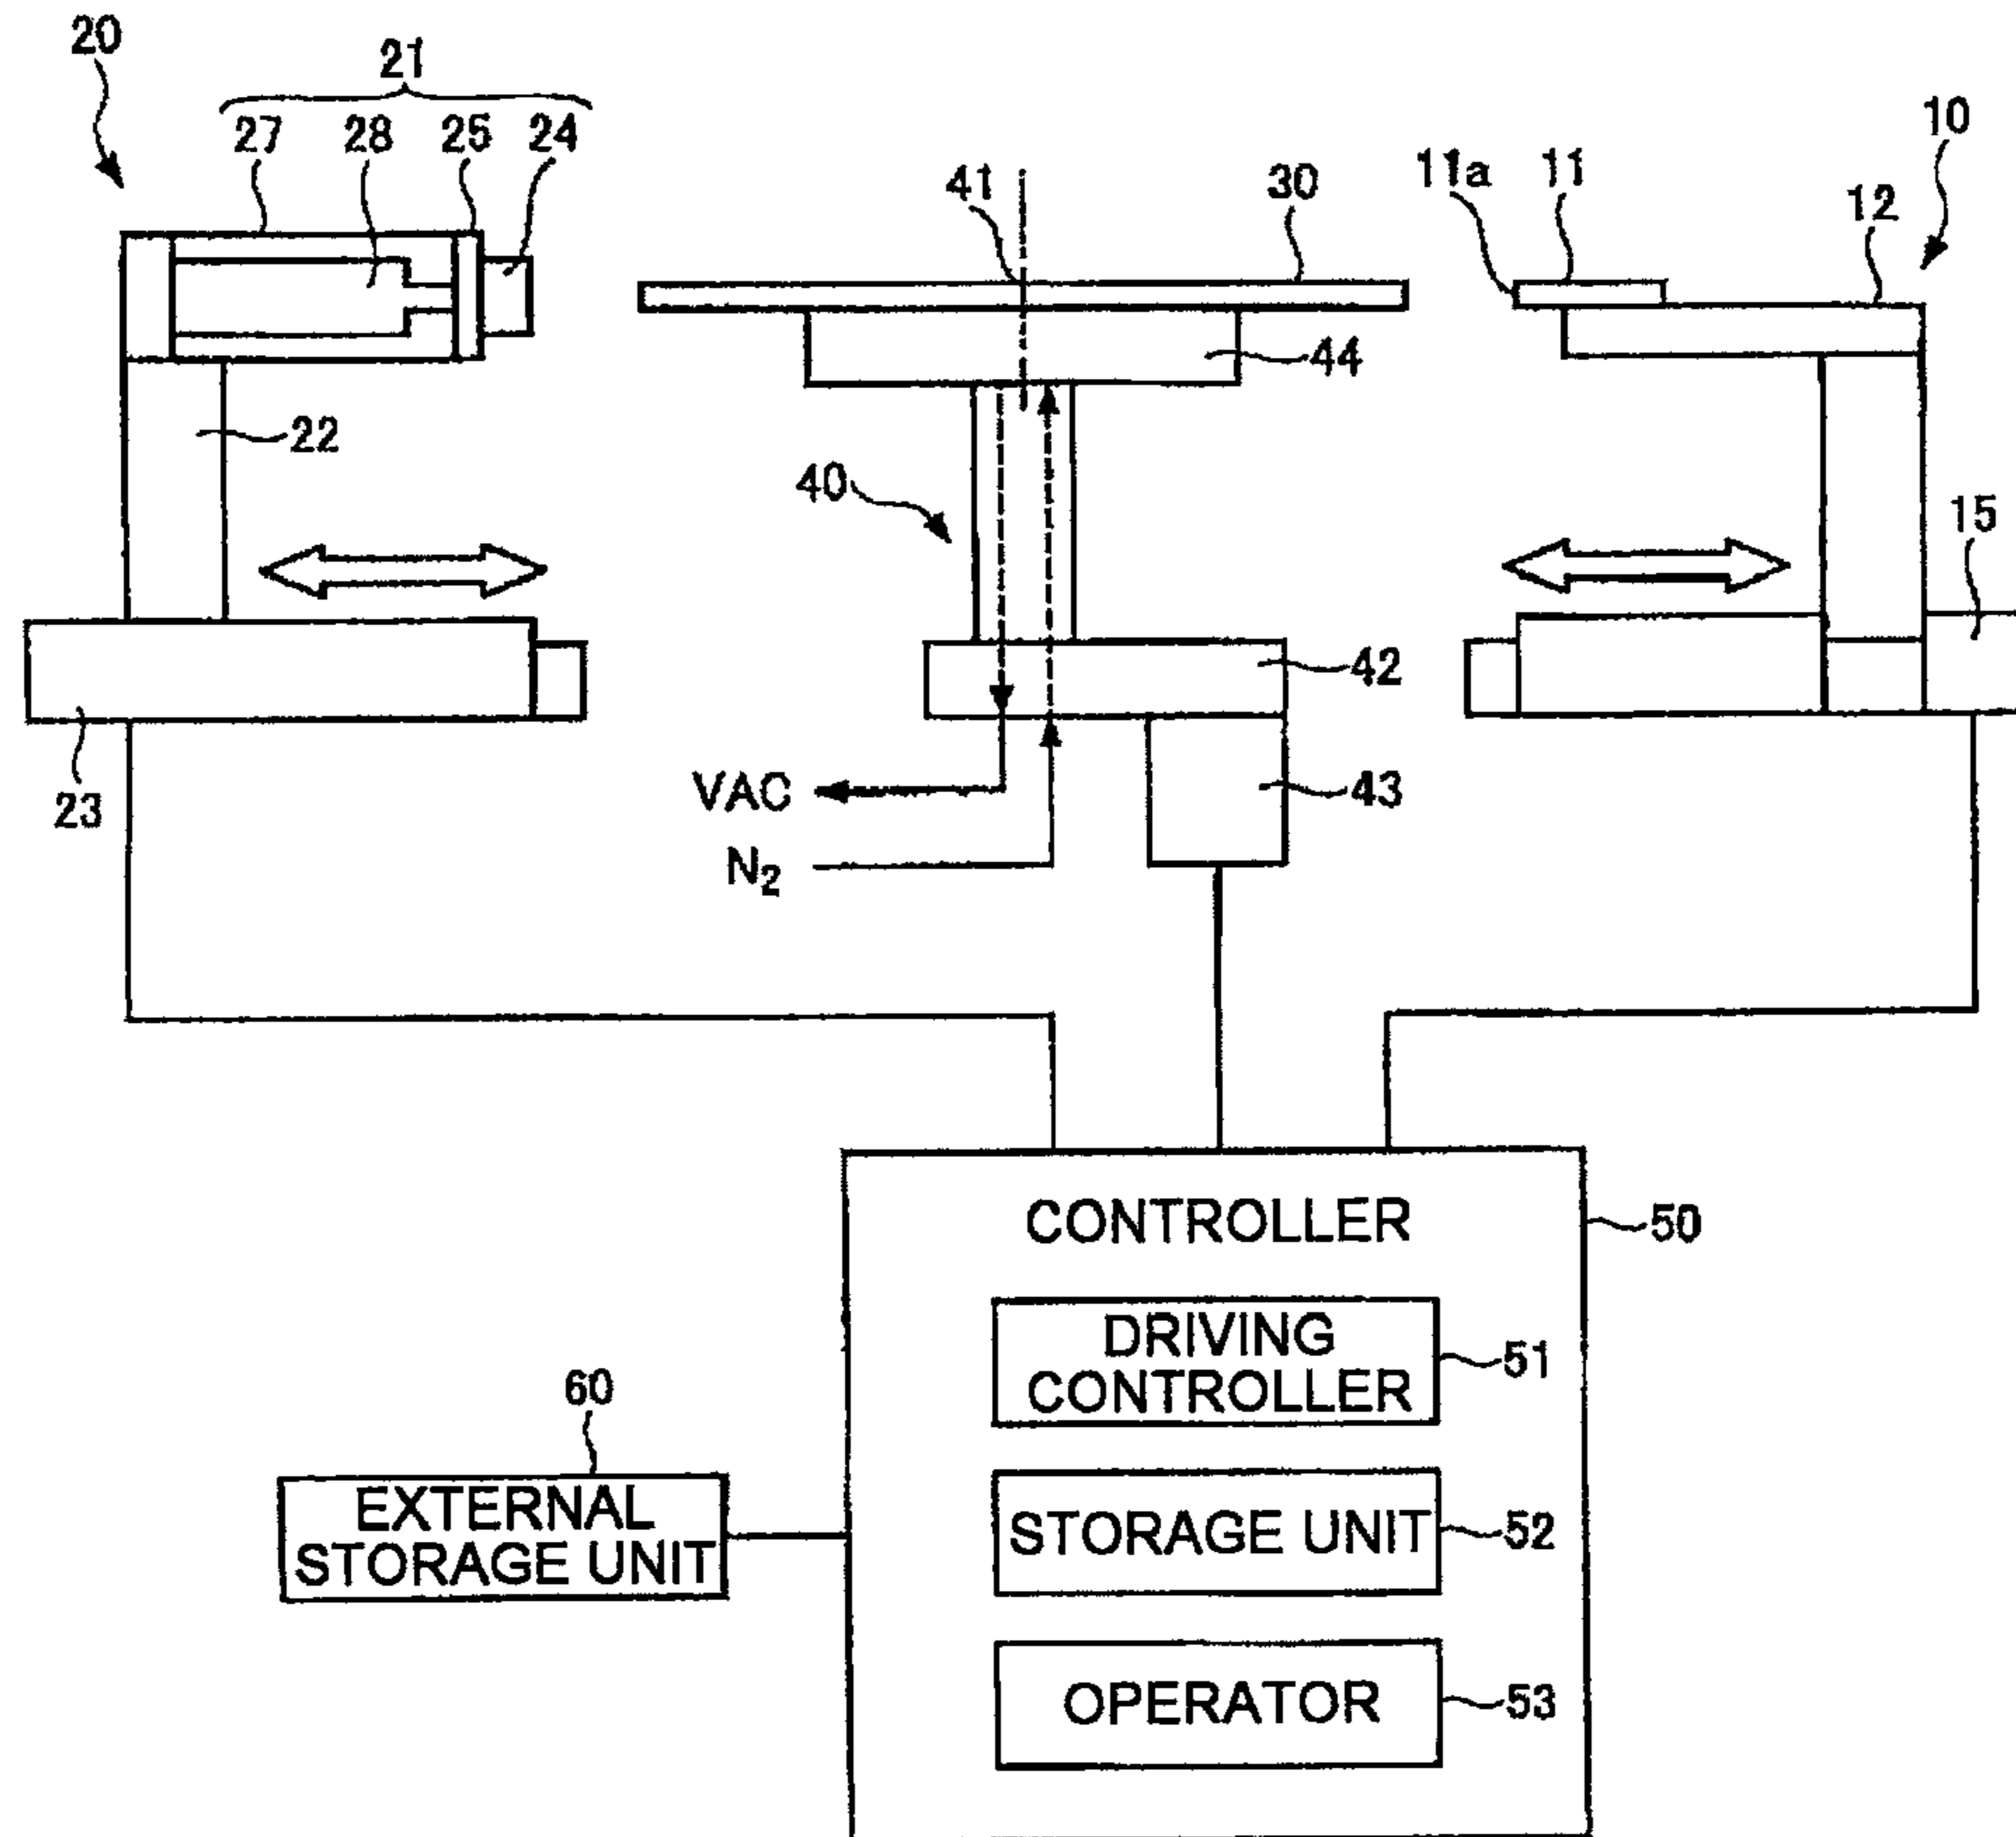 20
21
27 28 25 24
41
30
11a 11
12
10
44
22
40
15
42
23
VAC
43
N₂
CONTROLLER
50
DRIVING
CONTROLLER
51
60
EXTERNAL
STORAGE UNIT
STORAGE UNIT
52
OPERATOR
53